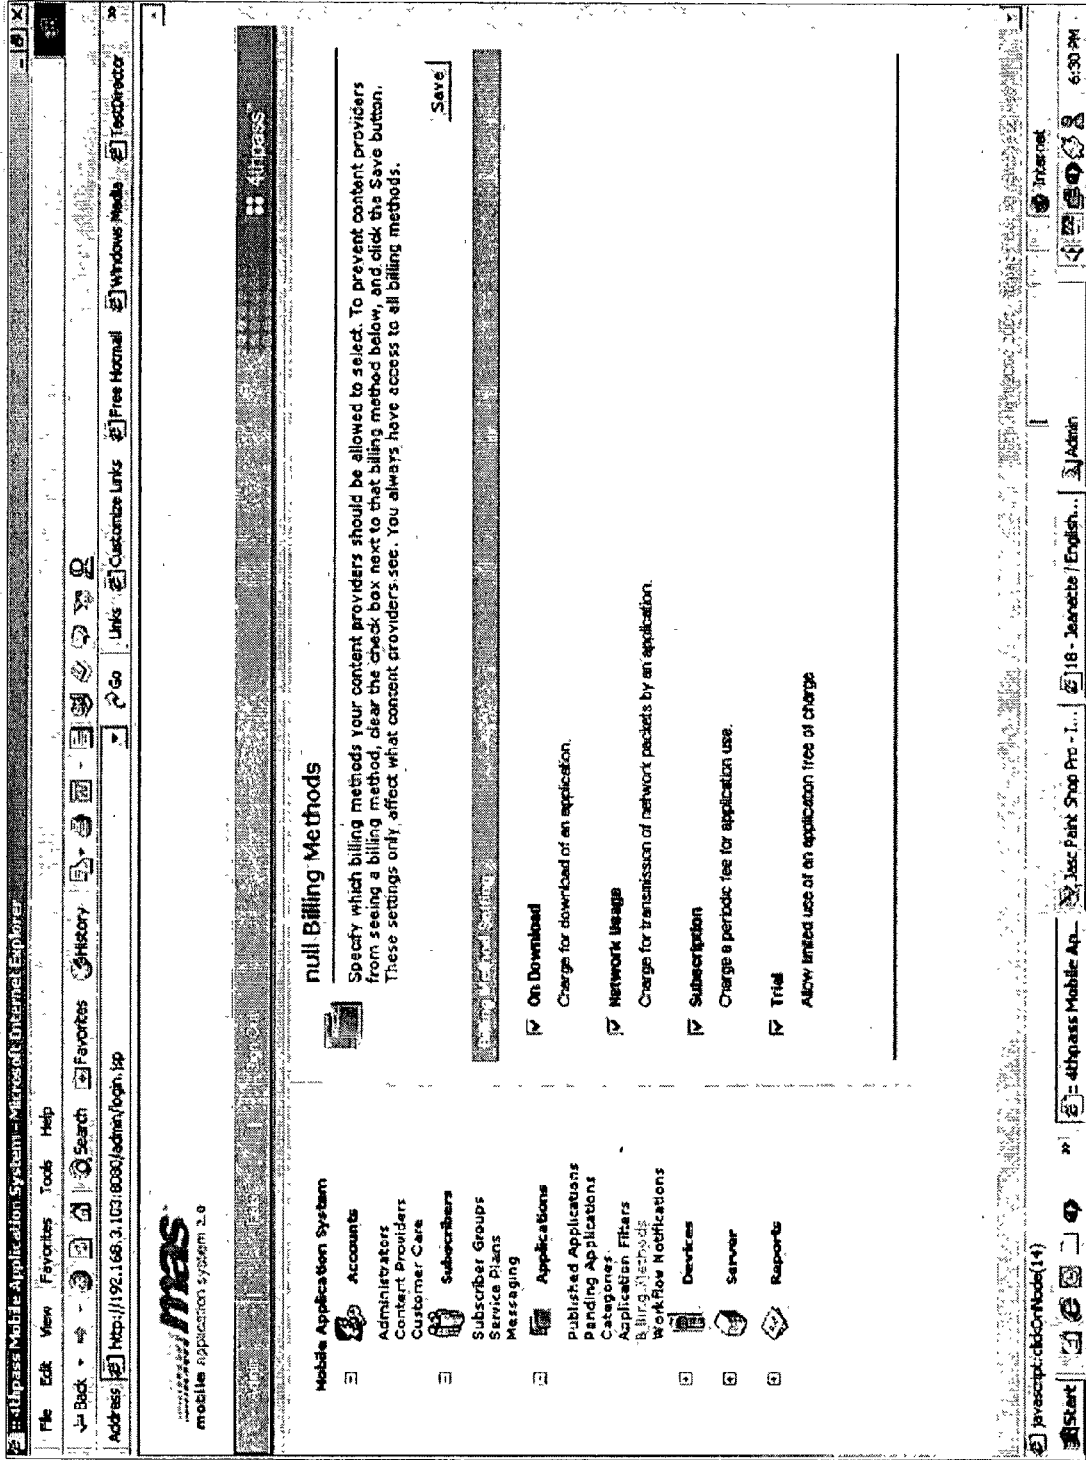 4thpass Mobile Application System - Microsoft Internet Explorer
File Edit View Favorites Tools Help
Back Search Favorites History
Address http://192.168.3.103:8080/admin/login.jsp Go Links Customize Links Free Hotmail Windows Media TestDirector
mas
mobile application system 2.0
4thpass
Mobile Application System
Accounts
Administrators
Content Providers
Customer Care
Subscribers
Subscriber Groups
Service Plans
Messaging
Applications
Published Applications
Pending Applications
Categories
Application Filters
Billing Methods
Workflow Notifications
Devices
Server
Reports
null Billing Methods
Specify which billing methods your content providers should be allowed to select. To prevent content providers
from seeing a billing method, clear the check box next to that billing method below, and click the Save button.
These settings only affect what content providers see. You always have access to all billing methods.
Save
Billing Method Settings
On Download
Charge for download of an application.
Network Usage
Charge for transmission of network packets by an application.
Subscription
Charge a periodic fee for application use.
Trial
Allow limited use of an application free of charge
javascript:clickOnNode(14) Internet
Start » 4thpass Mobile Ap... Jasc Paint Shop Pro - I... 18 - Jeanette / English... Admin 6:30 PM